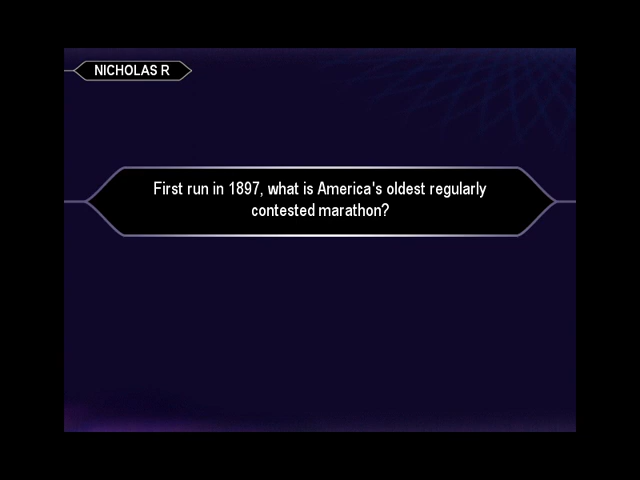 NICHOLAS R
First run in 1897, what is America's oldest regularly
contested marathon?